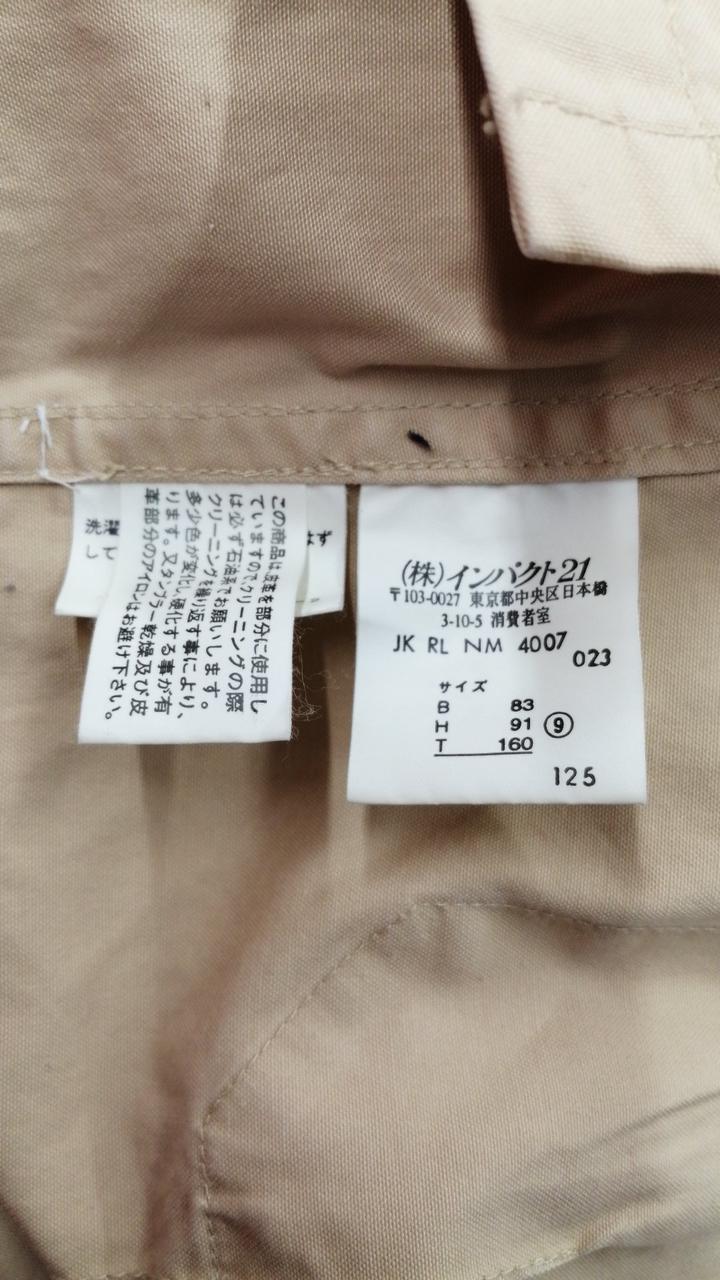 この商品は皮革を部分に使用し
ていますので、クリーニングの際
は必ず石油系でお願いします。
クリーニングを繰り返す事により、
多少色が変化し、硬化する事が有
ります。又タンブラー乾燥及び皮
革部分のアイロンはお避け下さい。
洗濯
して
はず
(株)インパクト21
〒103-0027 東京都中央区日本橋
3-10-5 消費者室
JK RL NM 4007
023
サイズ
B 83
H 91 ⑨
T 160
125